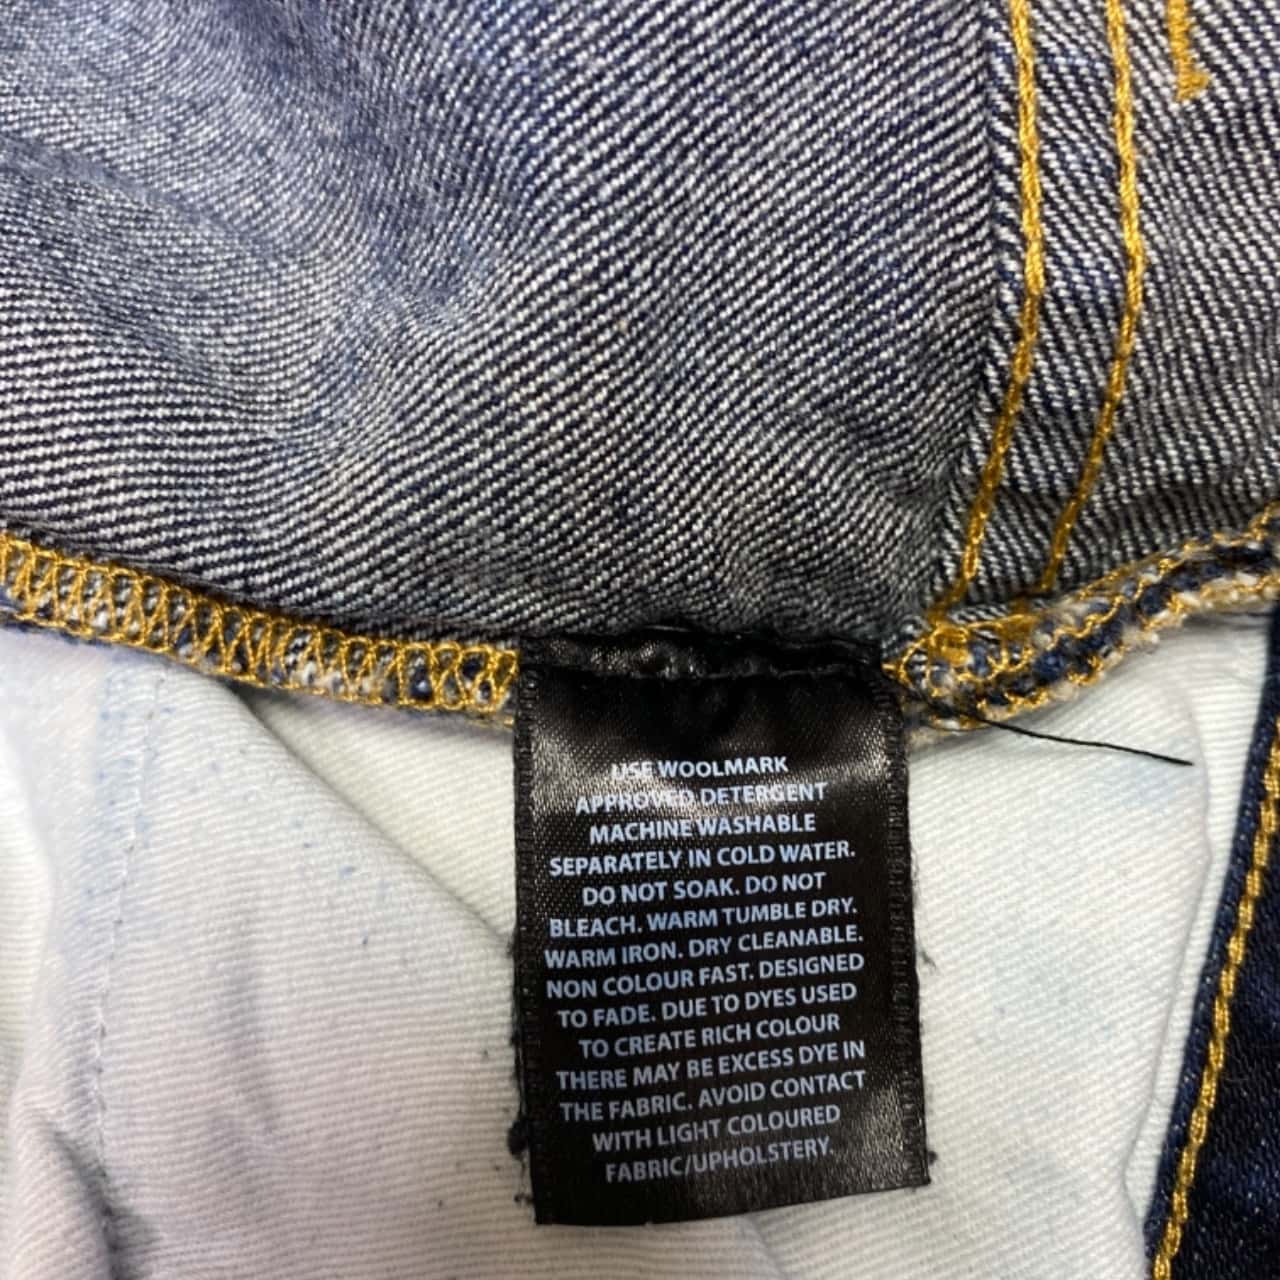 USE WOOLMARK
APPROVED DETERGENT
MACHINE WASHABLE
SEPARATELY IN COLD WATER.
DO NOT SOAK. DO NOT
BLEACH. WARM TUMBLE DRY.
WARM IRON. DRY CLEANABLE.
NON COLOUR FAST. DESIGNED
TO FADE. DUE TO DYES USED
TO CREATE RICH COLOUR
THERE MAY BE EXCESS DYE IN
THE FABRIC. AVOID CONTACT
WITH LIGHT COLOURED
FABRIC/UPHOLSTERY.